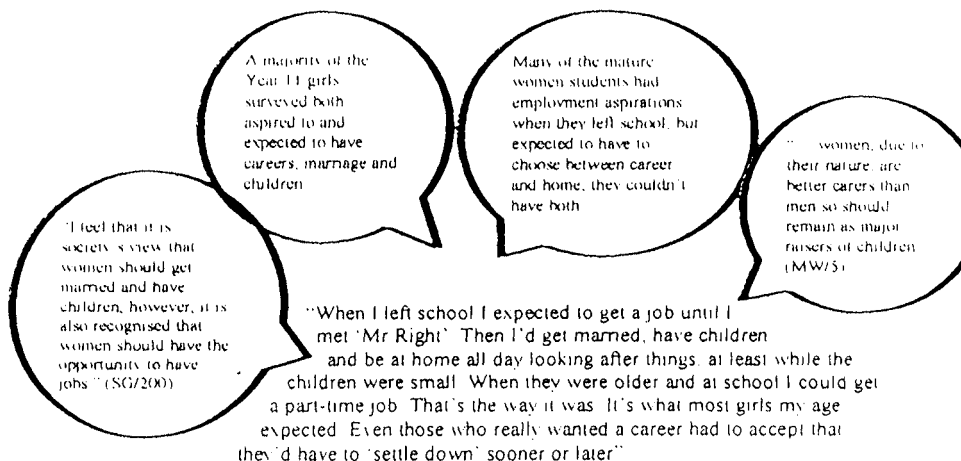 A majority of the
Year 11 girls
surveyed both
aspired to and
expected to have
careers, marriage and
children
Many of the mature
women students had
employment aspirations
when they left school, but
expected to have to
choose between career
and home, they couldn't
have both
women, due to
their nature, are
better carers than
men so should
remain as major
raisers of children
(MW/5)
"I feel that it is
society's view that
women should get
married and have
children, however, it is
also recognised that
women should have the
opportunity to have
jobs" (SG/200)
"When I left school I expected to get a job until I
met 'Mr Right' Then I'd get married, have children
and be at home all day looking after things, at least while the
children were small When they were older and at school I could get
a part-time job That's the way it was It's what most girls my age
expected Even those who really wanted a career had to accept that
they'd have to 'settle down' sooner or later"